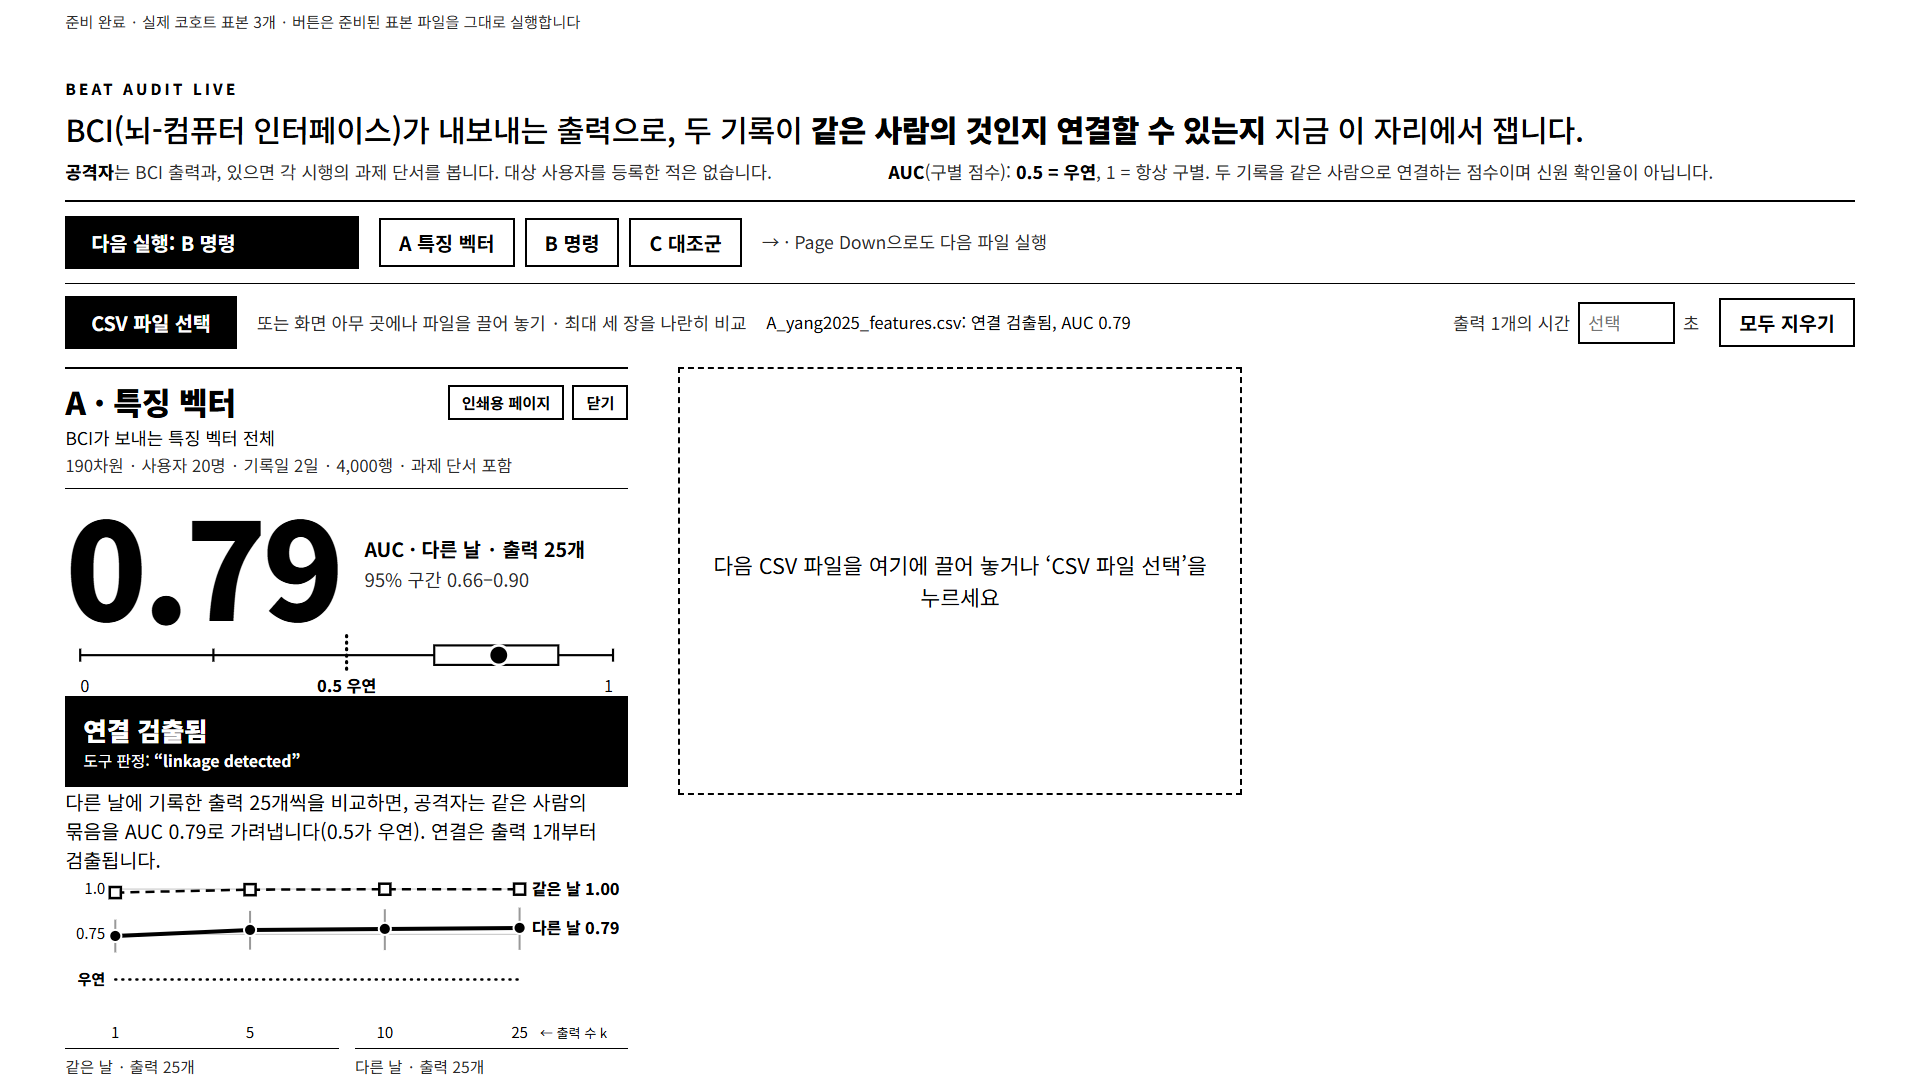 준비 완료 · 실제 코호트 표본 3개 · 버튼은 준비된 표본 파일을 그대로 실행합니다
BEAT AUDIT LIVE
BCI(뇌-컴퓨터 인터페이스)가 내보내는 출력으로, 두 기록이 같은 사람의 것인지 연결할 수 있는지 지금 이 자리에서 잽니다.
공격자는 BCI 출력과, 있으면 각 시행의 과제 단서를 봅니다. 대상 사용자를 등록한 적은 없습니다.
AUC(구별 점수): 0.5 = 우연, 1 = 항상 구별. 두 기록을 같은 사람으로 연결하는 점수이며 신원 확인율이 아닙니다.
다음 실행: B 명령
A 특징 벡터
B 명령
C 대조군
→ · Page Down으로도 다음 파일 실행
CSV 파일 선택
또는 화면 아무 곳에나 파일을 끌어 놓기 · 최대 세 장을 나란히 비교
A_yang2025_features.csv: 연결 검출됨, AUC 0.79
출력 1개의 시간
선택
초
모두 지우기
A · 특징 벡터
인쇄용 페이지
닫기
BCI가 보내는 특징 벡터 전체
190차원 · 사용자 20명 · 기록일 2일 · 4,000행 · 과제 단서 포함
0.79
AUC · 다른 날 · 출력 25개
95% 구간 0.66–0.90
0
0.5 우연
1
연결 검출됨
도구 판정: “linkage detected”
다른 날에 기록한 출력 25개씩을 비교하면, 공격자는 같은 사람의
묶음을 AUC 0.79로 가려냅니다(0.5가 우연). 연결은 출력 1개부터
검출됩니다.
1.0
같은 날 1.00
0.75
다른 날 0.79
우연
1
5
10
25
← 출력 수 k
같은 날 · 출력 25개
다른 날 · 출력 25개
다음 CSV 파일을 여기에 끌어 놓거나 ‘CSV 파일 선택’을
누르세요